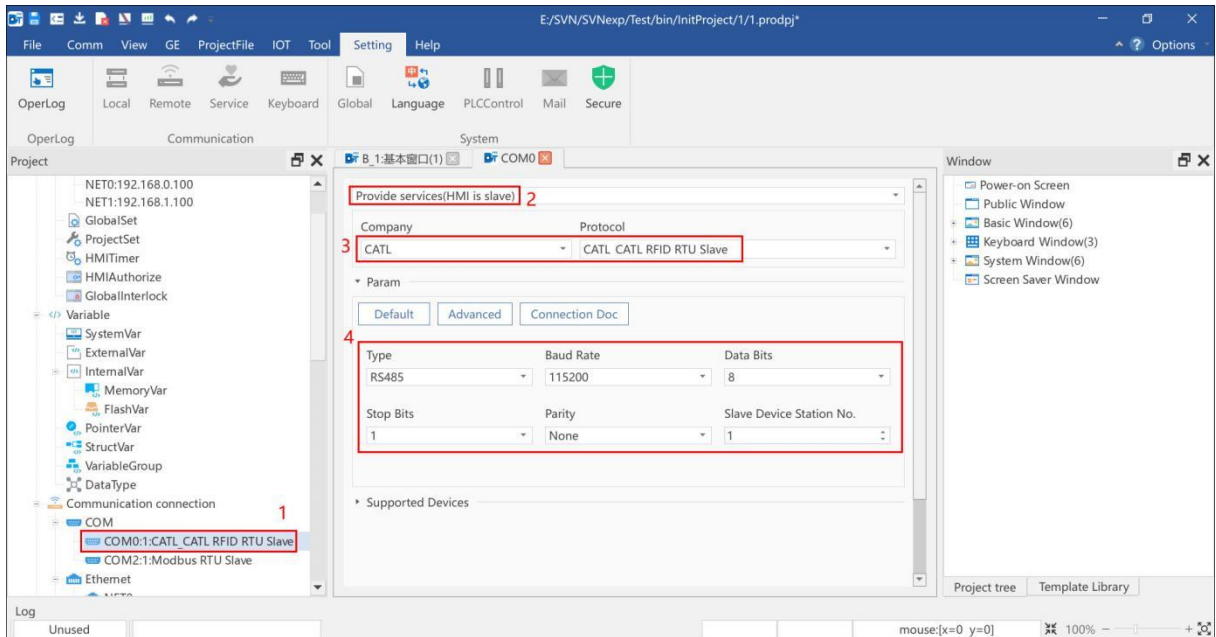 E:/SVN/SVNexp/Test/bin/InitProject/1/1.prodpj*
File Comm View GE ProjectFile IOT Tool Setting Help Options
OperLog Local Remote Service Keyboard Global Language PLCControl Mail Secure
OperLog Communication System
Project
NET0:192.168.0.100
NET1:192.168.1.100
GlobalSet
ProjectSet
HMITimer
HMIAuthorize
GlobalInterlock
Variable
SystemVar
ExternalVar
InternalVar
MemoryVar
FlashVar
PointerVar
StructVar
VariableGroup
DataType
Communication connection
1
COM
COM0:1:CATL_CATL RFID RTU Slave
COM2:1:Modbus RTU Slave
Ethernet
B_1:基本窗口(1) COM0
Provide services(HMI is slave) 2
Company Protocol
3 CATL CATL CATL RFID RTU Slave
Param
Default Advanced Connection Doc
4
Type Baud Rate Data Bits
RS485 115200 8
Stop Bits Parity Slave Device Station No.
1 None 1
Supported Devices
Window
Power-on Screen
Public Window
Basic Window(6)
Keyboard Window(3)
System Window(6)
Screen Saver Window
Project tree Template Library
Log
Unused mouse:[x=0 y=0] 100%